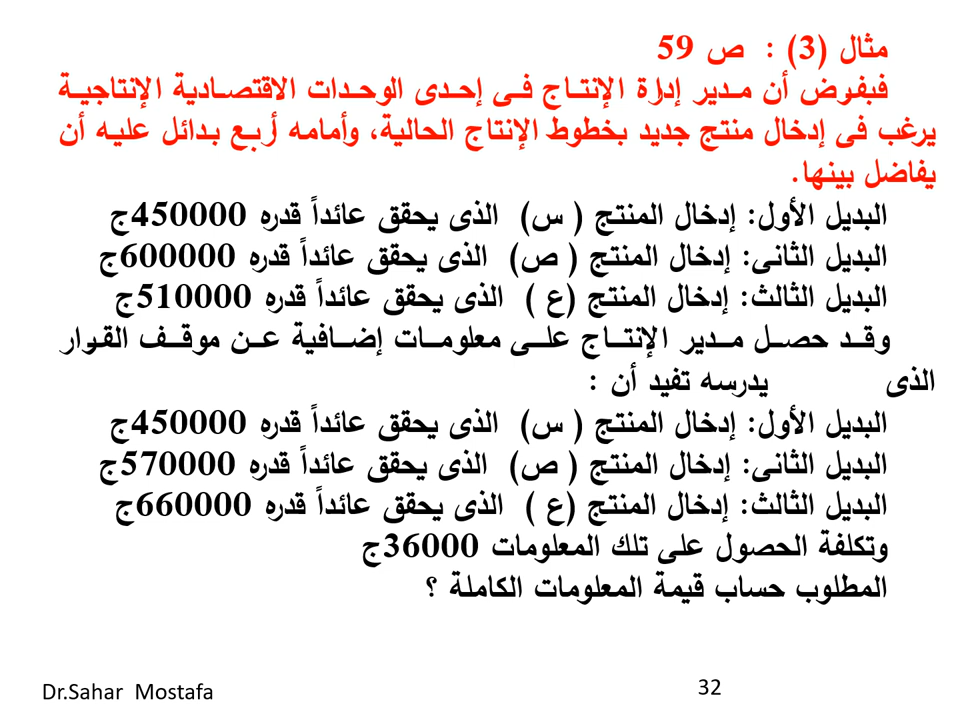 مثال (3) : ص 59
فبفرض أن مدير إدارة الإنتاج فى إحدى الوحدات الاقتصادية الإنتاجية
يرغب فى إدخال منتج جديد بخطوط الإنتاج الحالية، وأمامه أربع بدائل عليه أن
يفاضل بينها.
البديل الأول: إدخال المنتج ( س) الذى يحقق عائداً قدره 450000ج
البديل الثانى: إدخال المنتج ( ص) الذى يحقق عائداً قدره 600000ج
البديل الثالث: إدخال المنتج (ع ) الذى يحقق عائداً قدره 510000ج
وقد حصل مدير الإنتاج على معلومات إضافية عن موقف القرار
الذى يدرسه تفيد أن :
البديل الأول: إدخال المنتج ( س) الذى يحقق عائداً قدره 450000ج
البديل الثانى: إدخال المنتج ( ص) الذى يحقق عائداً قدره 570000ج
البديل الثالث: إدخال المنتج (ع ) الذى يحقق عائداً قدره 660000ج
وتكلفة الحصول على تلك المعلومات 36000ج
المطلوب حساب قيمة المعلومات الكاملة ؟
Dr.Sahar Mostafa
32